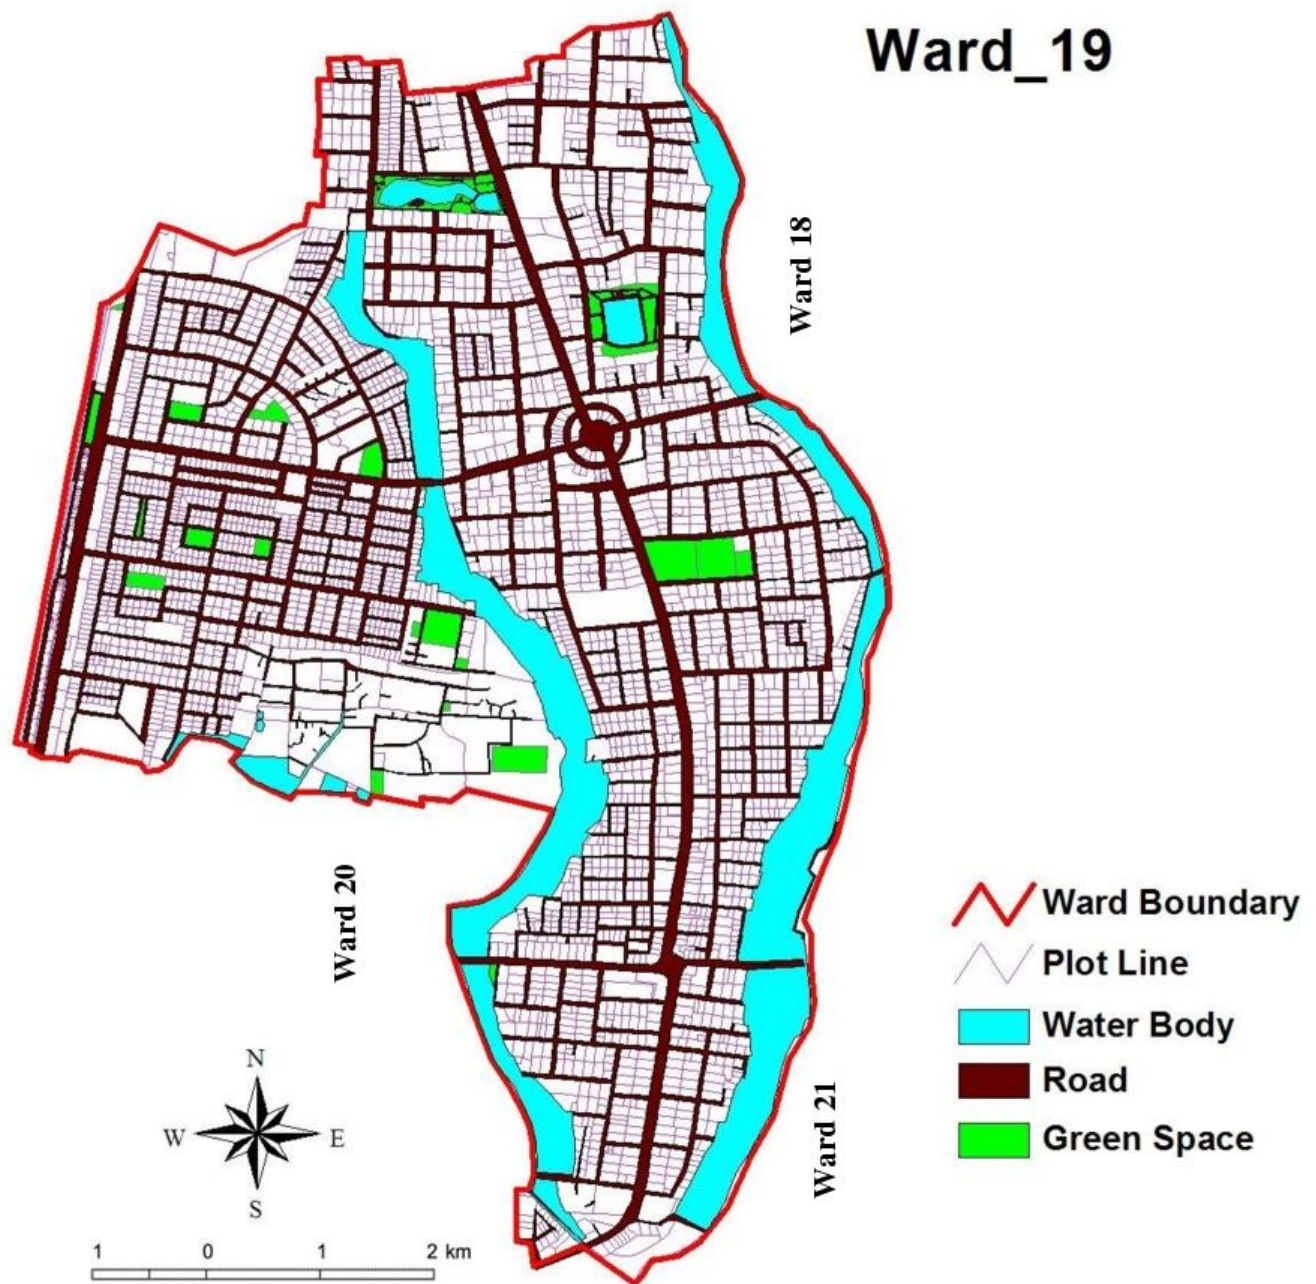 Ward_19
Ward 18
Ward 20
Ward 21
Ward Boundary
Plot Line
Water Body
Road
Green Space
N
W E
S
1 0 1 2 km